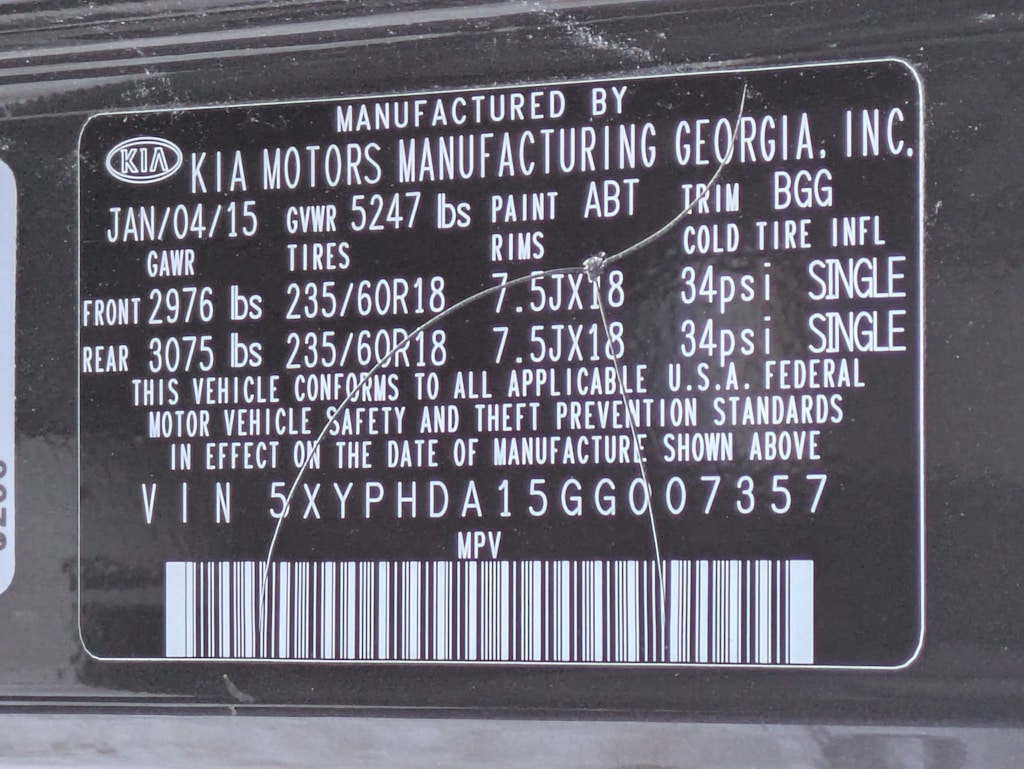 MANUFACTURED BY
KIA KIA MOTORS MANUFACTURING GEORGIA, INC.
JAN/04/15 GVWR 5247 lbs PAINT ABT TRIM BGG
GAWR TIRES RIMS COLD TIRE INFL
FRONT 2976 lbs 235/60R18 7.5JX18 34psi SINGLE
REAR 3075 lbs 235/60R18 7.5JX18 34psi SINGLE
THIS VEHICLE CONFORMS TO ALL APPLICABLE U.S.A. FEDERAL
MOTOR VEHICLE SAFETY AND THEFT PREVENTION STANDARDS
IN EFFECT ON THE DATE OF MANUFACTURE SHOWN ABOVE
VIN 5XYPHDA15GG007357
MPV